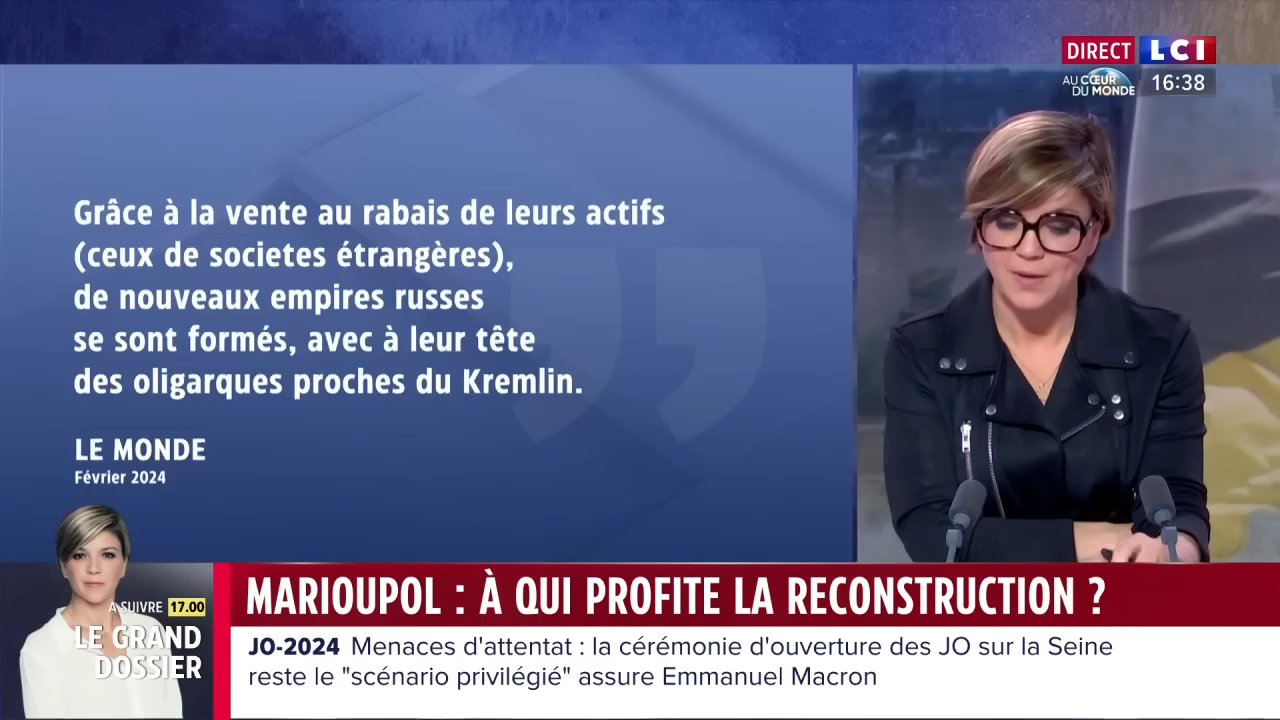 DIRECT LCI
AU CŒUR
DU MONDE
16:38
Grâce à la vente au rabais de leurs actifs
(ceux de societes étrangères),
de nouveaux empires russes
se sont formés, avec à leur tête
des oligarques proches du Kremlin.
LE MONDE
Février 2024
À SUIVRE 17.00
LE GRAND
DOSSIER
MARIOUPOL : À QUI PROFITE LA RECONSTRUCTION ?
JO-2024 Menaces d'attentat : la cérémonie d'ouverture des JO sur la Seine
reste le "scénario privilégié" assure Emmanuel Macron